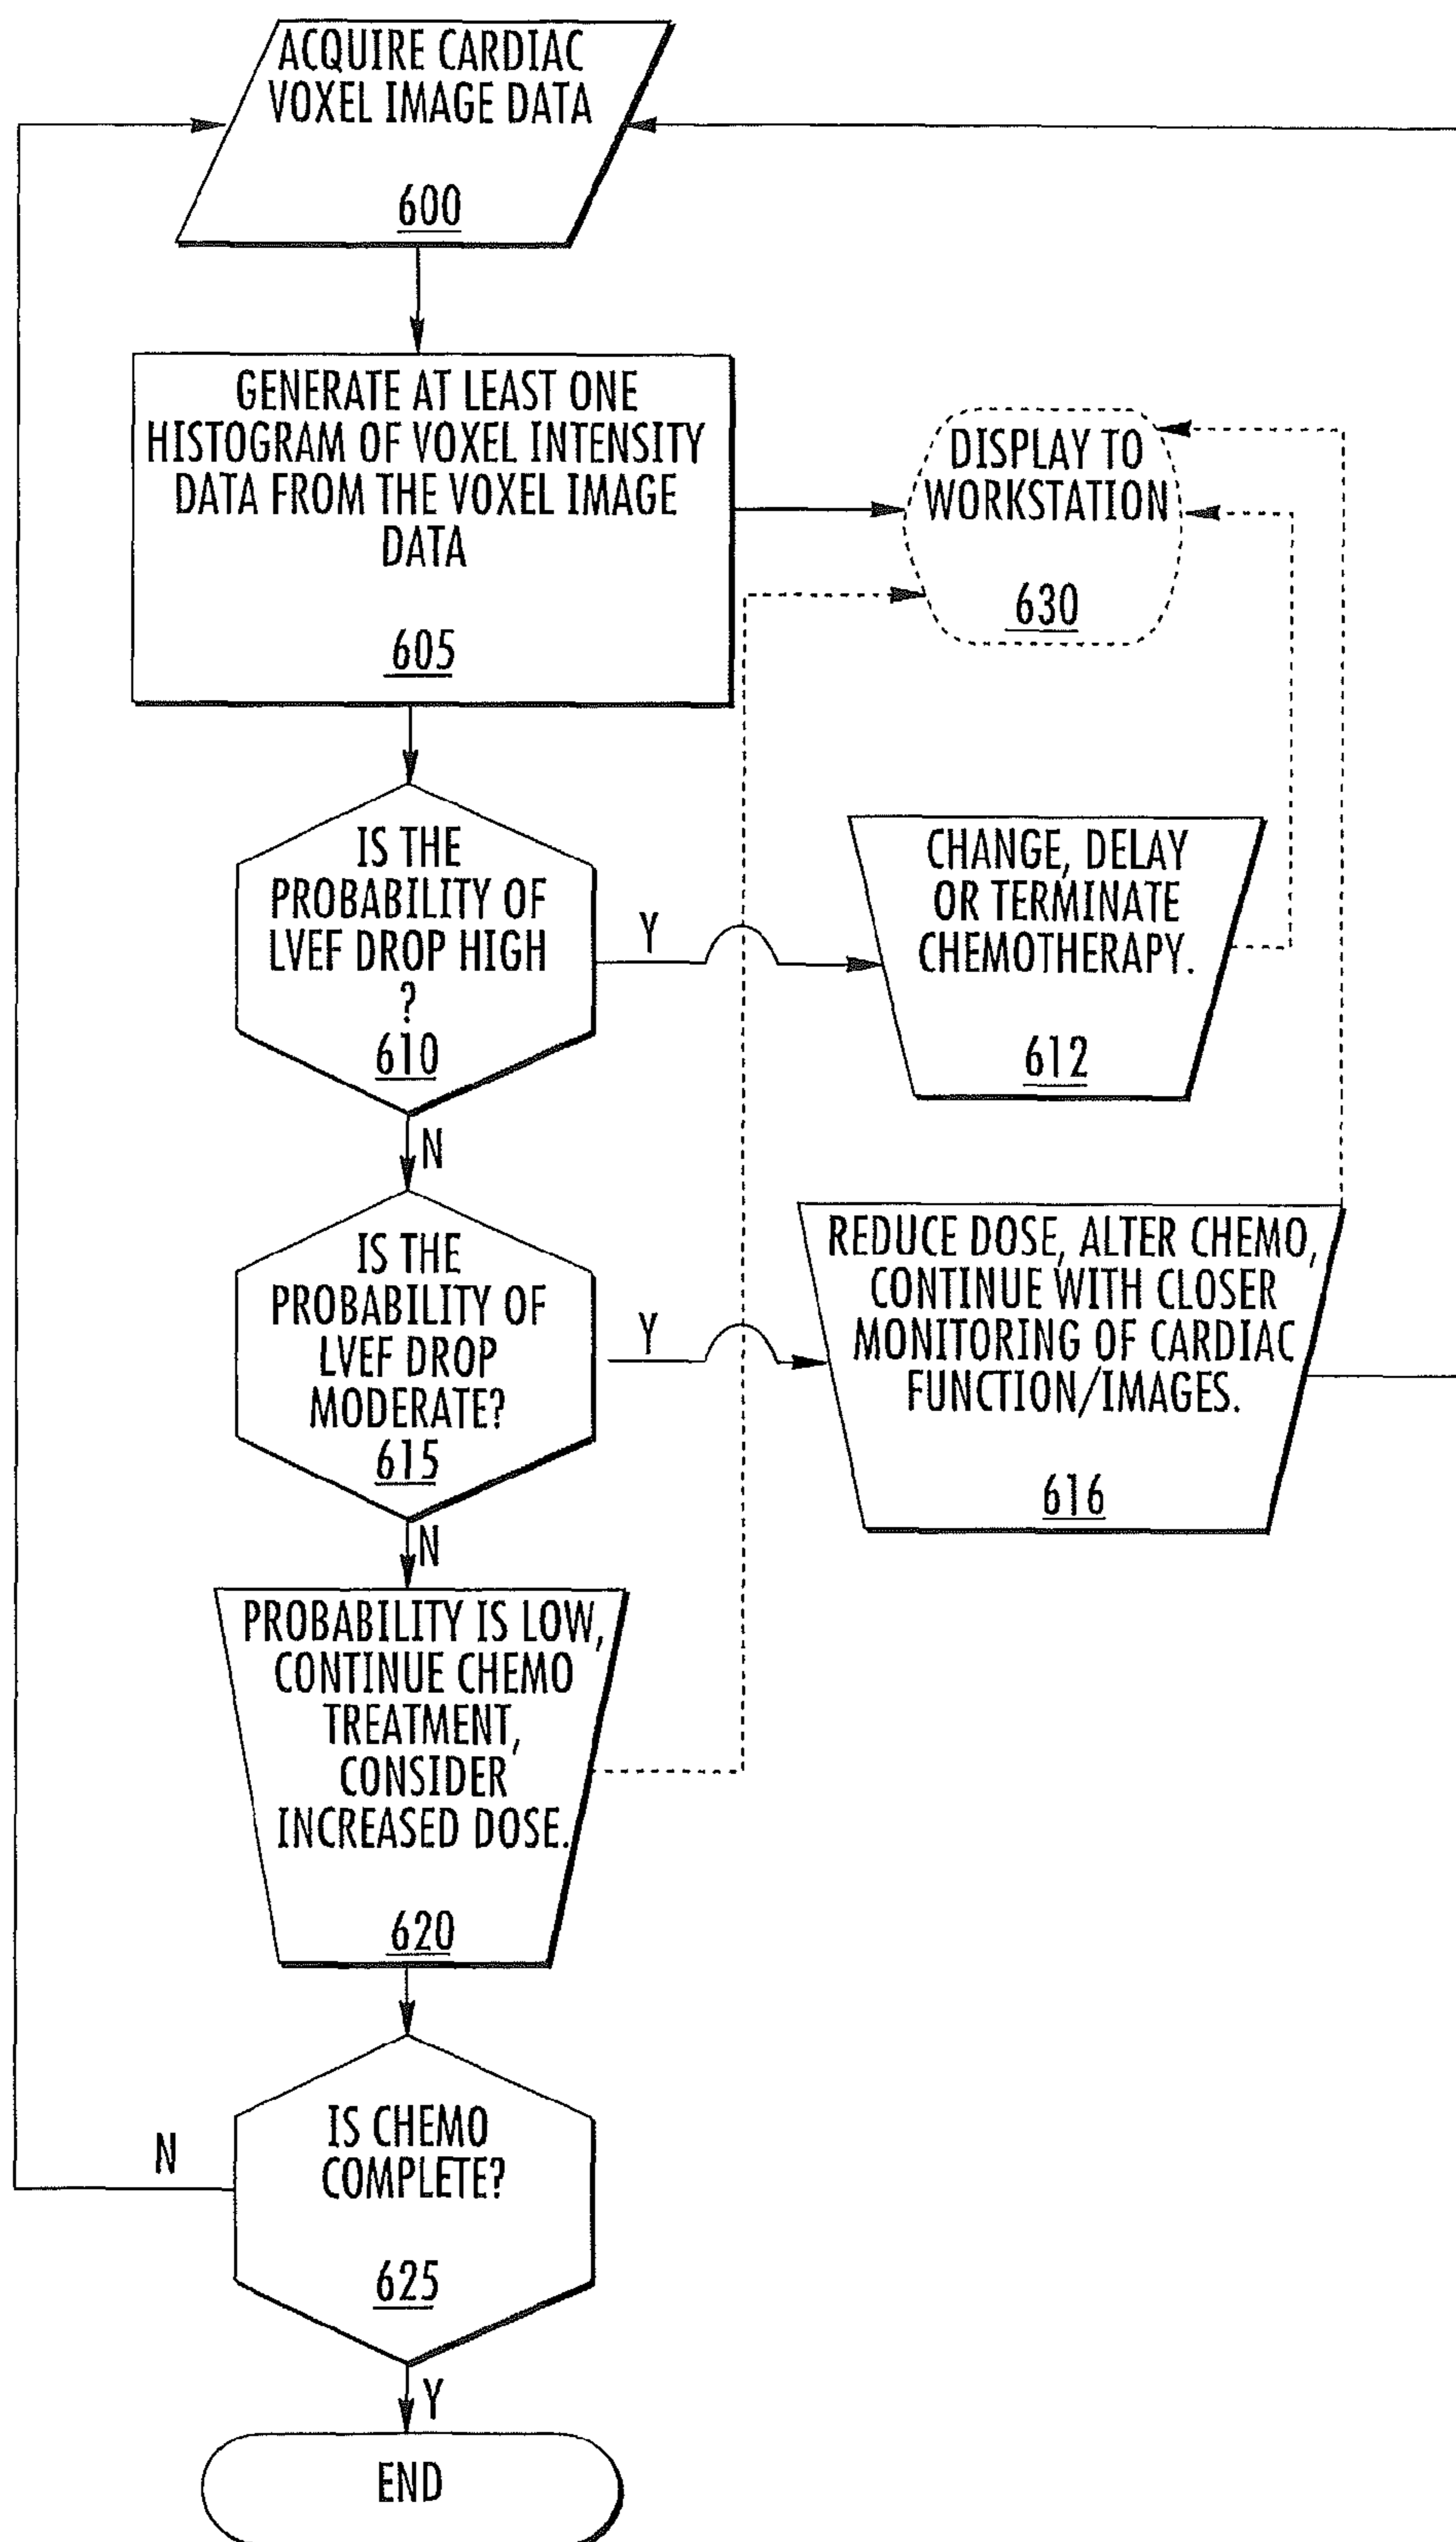 ACQUIRE CARDIAC
VOXEL IMAGE DATA
600
GENERATE AT LEAST ONE
HISTOGRAM OF VOXEL INTENSITY
DATA FROM THE VOXEL IMAGE
DATA
605
DISPLAY TO
WORKSTATION
630
IS THE
PROBABILITY OF
LVEF DROP HIGH
?
610
Y
CHANGE, DELAY
OR TERMINATE
CHEMOTHERAPY.
612
N
IS THE
PROBABILITY OF
LVEF DROP
MODERATE?
615
Y
REDUCE DOSE, ALTER CHEMO,
CONTINUE WITH CLOSER
MONITORING OF CARDIAC
FUNCTION/IMAGES.
616
N
PROBABILITY IS LOW,
CONTINUE CHEMO
TREATMENT,
CONSIDER
INCREASED DOSE.
620
IS CHEMO
COMPLETE?
625
N
Y
END